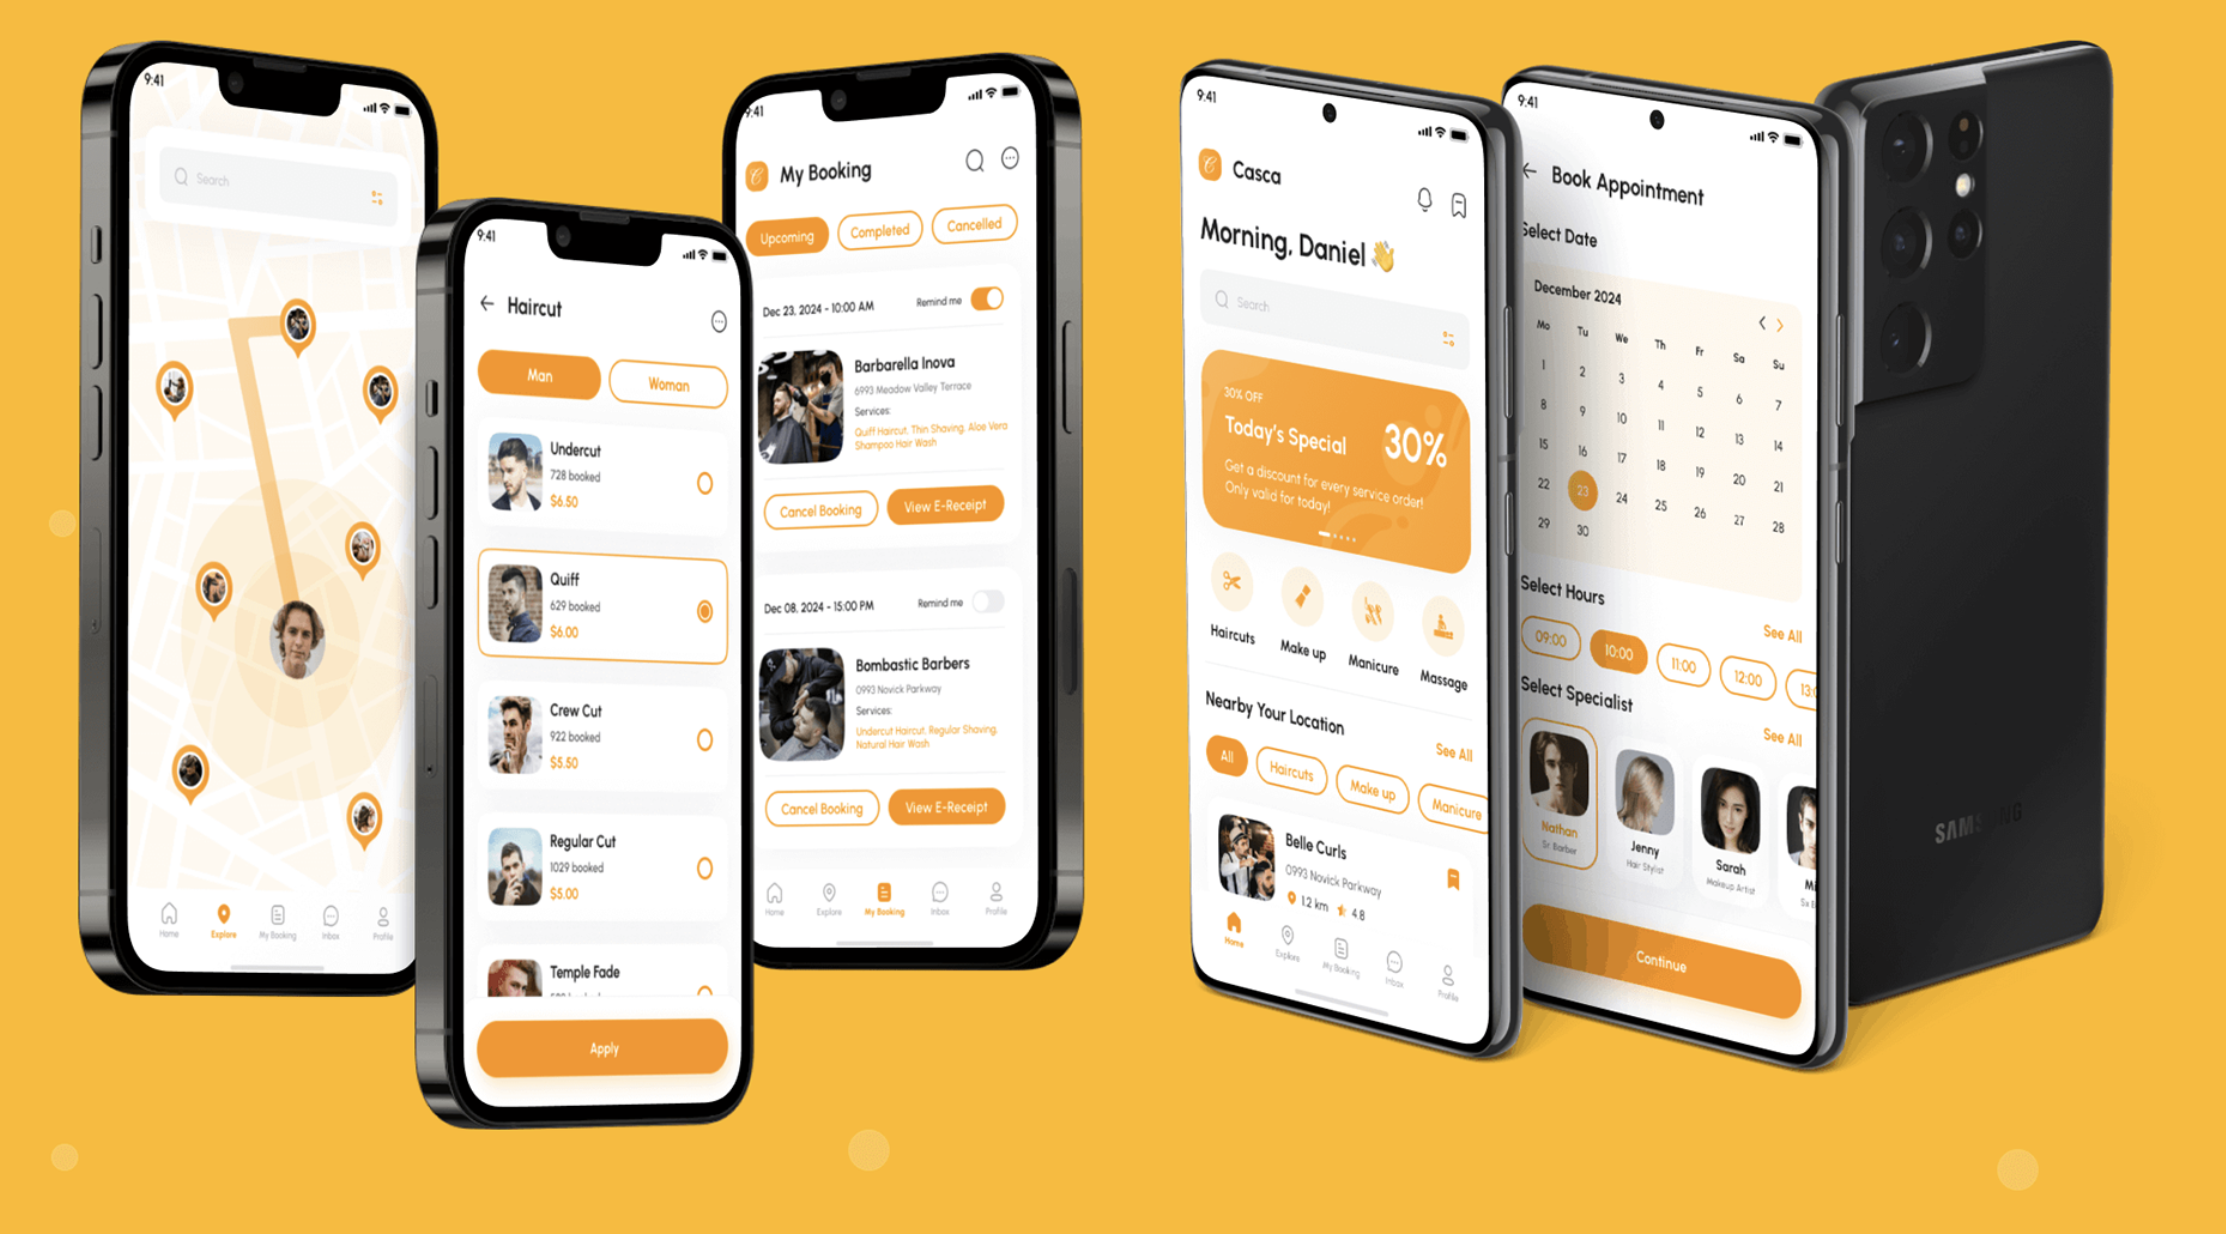 9:41
Search
Home
Explore
My Booking
Inbox
Profile
9:41
Haircut
Man
Woman
Undercut
728 booked
$6.50
Quiff
629 booked
$6.00
Crew Cut
922 booked
$5.50
Regular Cut
1029 booked
$5.00
Temple Fade
Apply
9:41
My Booking
Upcoming
Completed
Cancelled
Dec 23, 2024 - 10:00 AM
Remind me
Barbarella Inova
6993 Meadow Valley Terrace
Services:
Quiff Haircut, Thin Shaving, Aloe Vera
Shampoo Hair Wash
Cancel Booking
View E-Receipt
Dec 08, 2024 - 15:00 PM
Remind me
Bombastic Barbers
0993 Novick Parkway
Services:
Undercut Haircut, Regular Shaving,
Natural Hair Wash
Cancel Booking
View E-Receipt
Home
Explore
My Booking
Inbox
Profile
9:41
Casca
Morning, Daniel 👋
Search
30% OFF
Today's Special
30%
Get a discount for every service order!
Only valid for today!
Haircuts
Make up
Manicure
Massage
Nearby Your Location
See All
All
Haircuts
Make up
Manicure
Belle Curls
0993 Novick Parkway
1.2 km
4.8
Home
Explore
My Booking
Inbox
Profile
9:41
Book Appointment
Select Date
December 2024
Mo Tu We Th Fr Sa Su
1 2 3 4 5 6 7
8 9 10 11 12 13 14
15 16 17 18 19 20 21
22 23 24 25 26 27 28
29 30
Select Hours
See All
09:00
10:00
11:00
12:00
Select Specialist
See All
Nathan
Sr. Barber
Jenny
Hair Stylist
Sarah
Makeup Artist
Continue
SAMSUNG